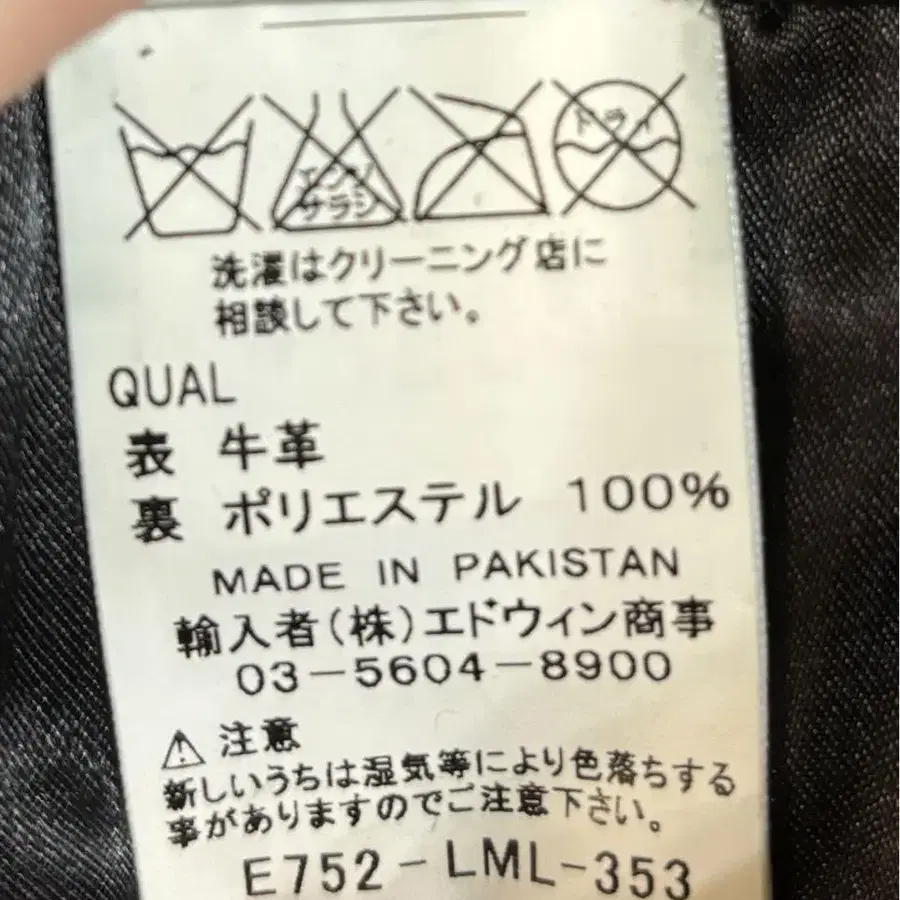 エンソ
サラシ
ドライ
洗濯はクリーニング店に
相談して下さい。
QUAL
表 牛革
裏 ポリエステル 100%
MADE IN PAKISTAN
輸入者(株)エドウィン商事
03-5604-8900
⚠ 注意
新しいうちは湿気等により色落ちする
事がありますのでご注意下さい。
E752-LML-353